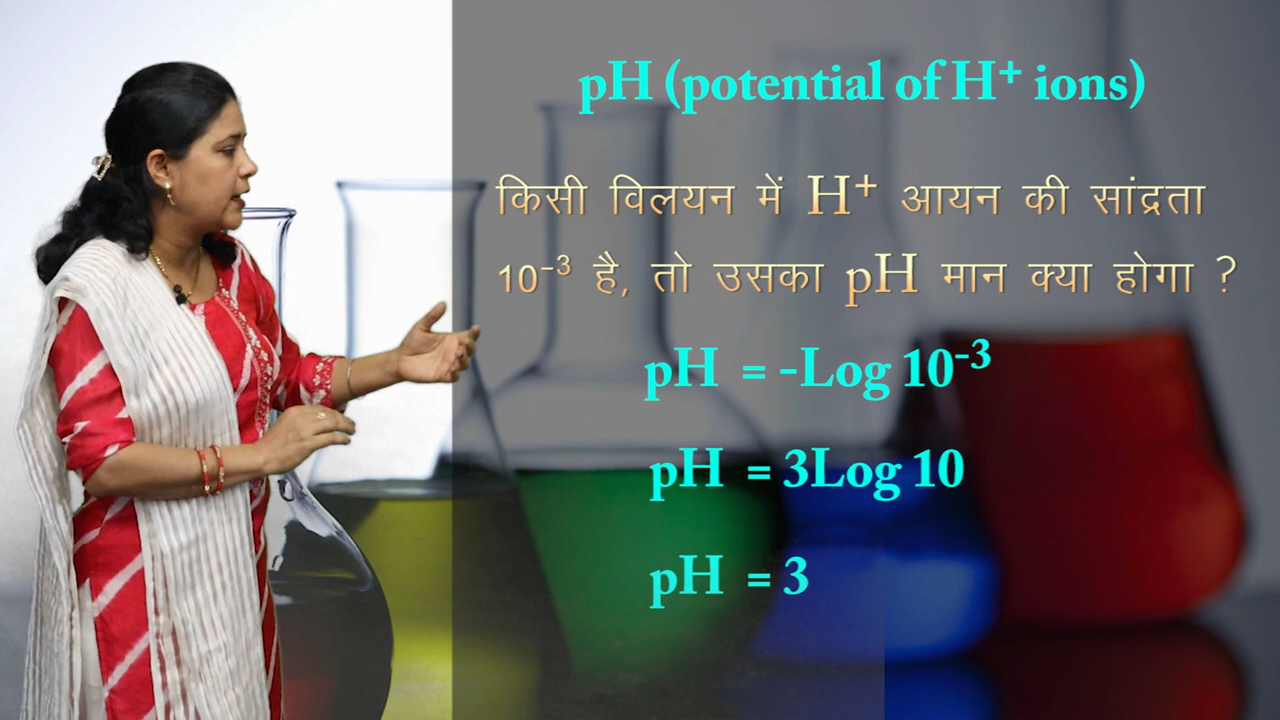 pH (potential of H⁺ ions)
किसी विलयन में H⁺ आयन की सांद्रता
10⁻³ है, तो उसका pH मान क्या होगा ?
pH = -Log 10⁻³
pH = 3Log 10
pH = 3